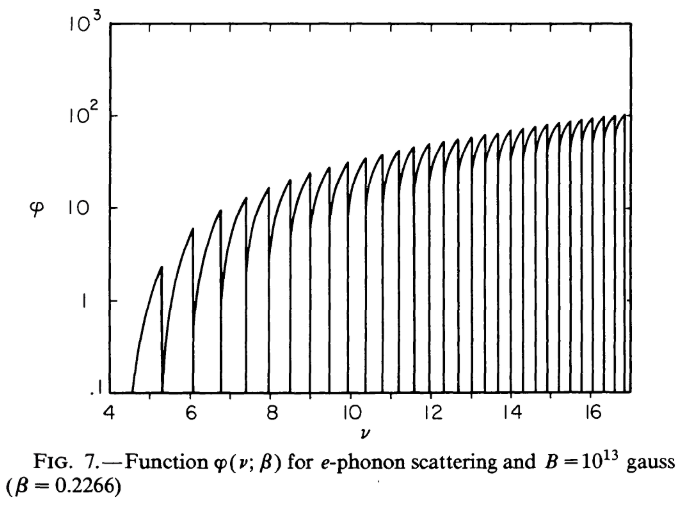 10³
10²
φ
10
1
.1
4 6 8 10 12 14 16
ν
FIG. 7.—Function φ(ν; β) for e-phonon scattering and B = 10¹³ gauss
(β = 0.2266)